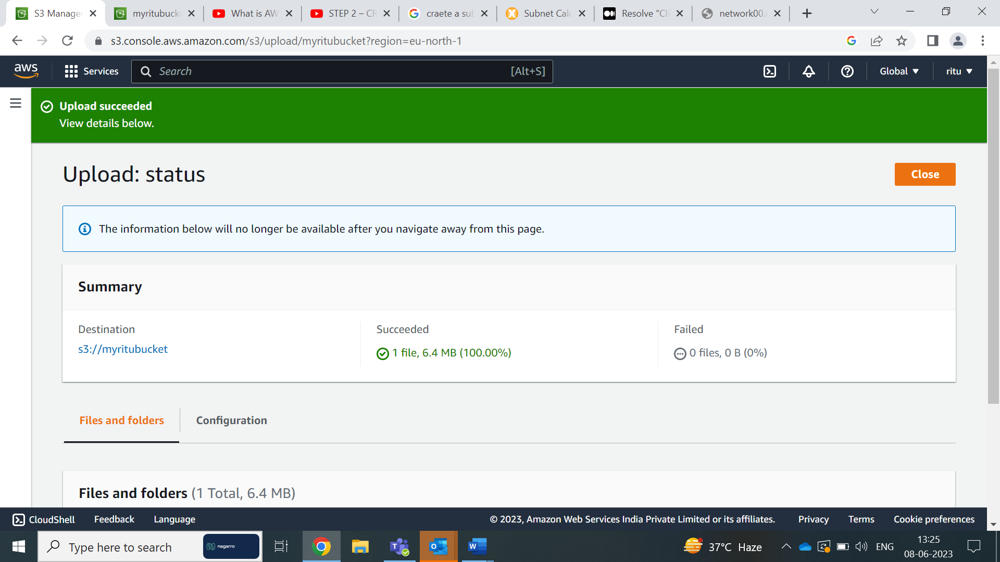 S3 Manage
myritubuck
What is AW
STEP 2 – CR
craete a sub
Subnet Calc
Resolve “CII
network00.
s3.console.aws.amazon.com/s3/upload/myritubucket?region=eu-north-1
aws
Services
Search
[Alt+S]
Global
ritu
Upload succeeded
View details below.
Upload: status
Close
The information below will no longer be available after you navigate away from this page.
Summary
Destination
s3://myritubucket
Succeeded
1 file, 6.4 MB (100.00%)
Failed
0 files, 0 B (0%)
Files and folders
Configuration
Files and folders (1 Total, 6.4 MB)
CloudShell
Feedback
Language
© 2023, Amazon Web Services India Private Limited or its affiliates.
Privacy
Terms
Cookie preferences
Type here to search
nagarro
37°C Haze
ENG
13:25
08-06-2023